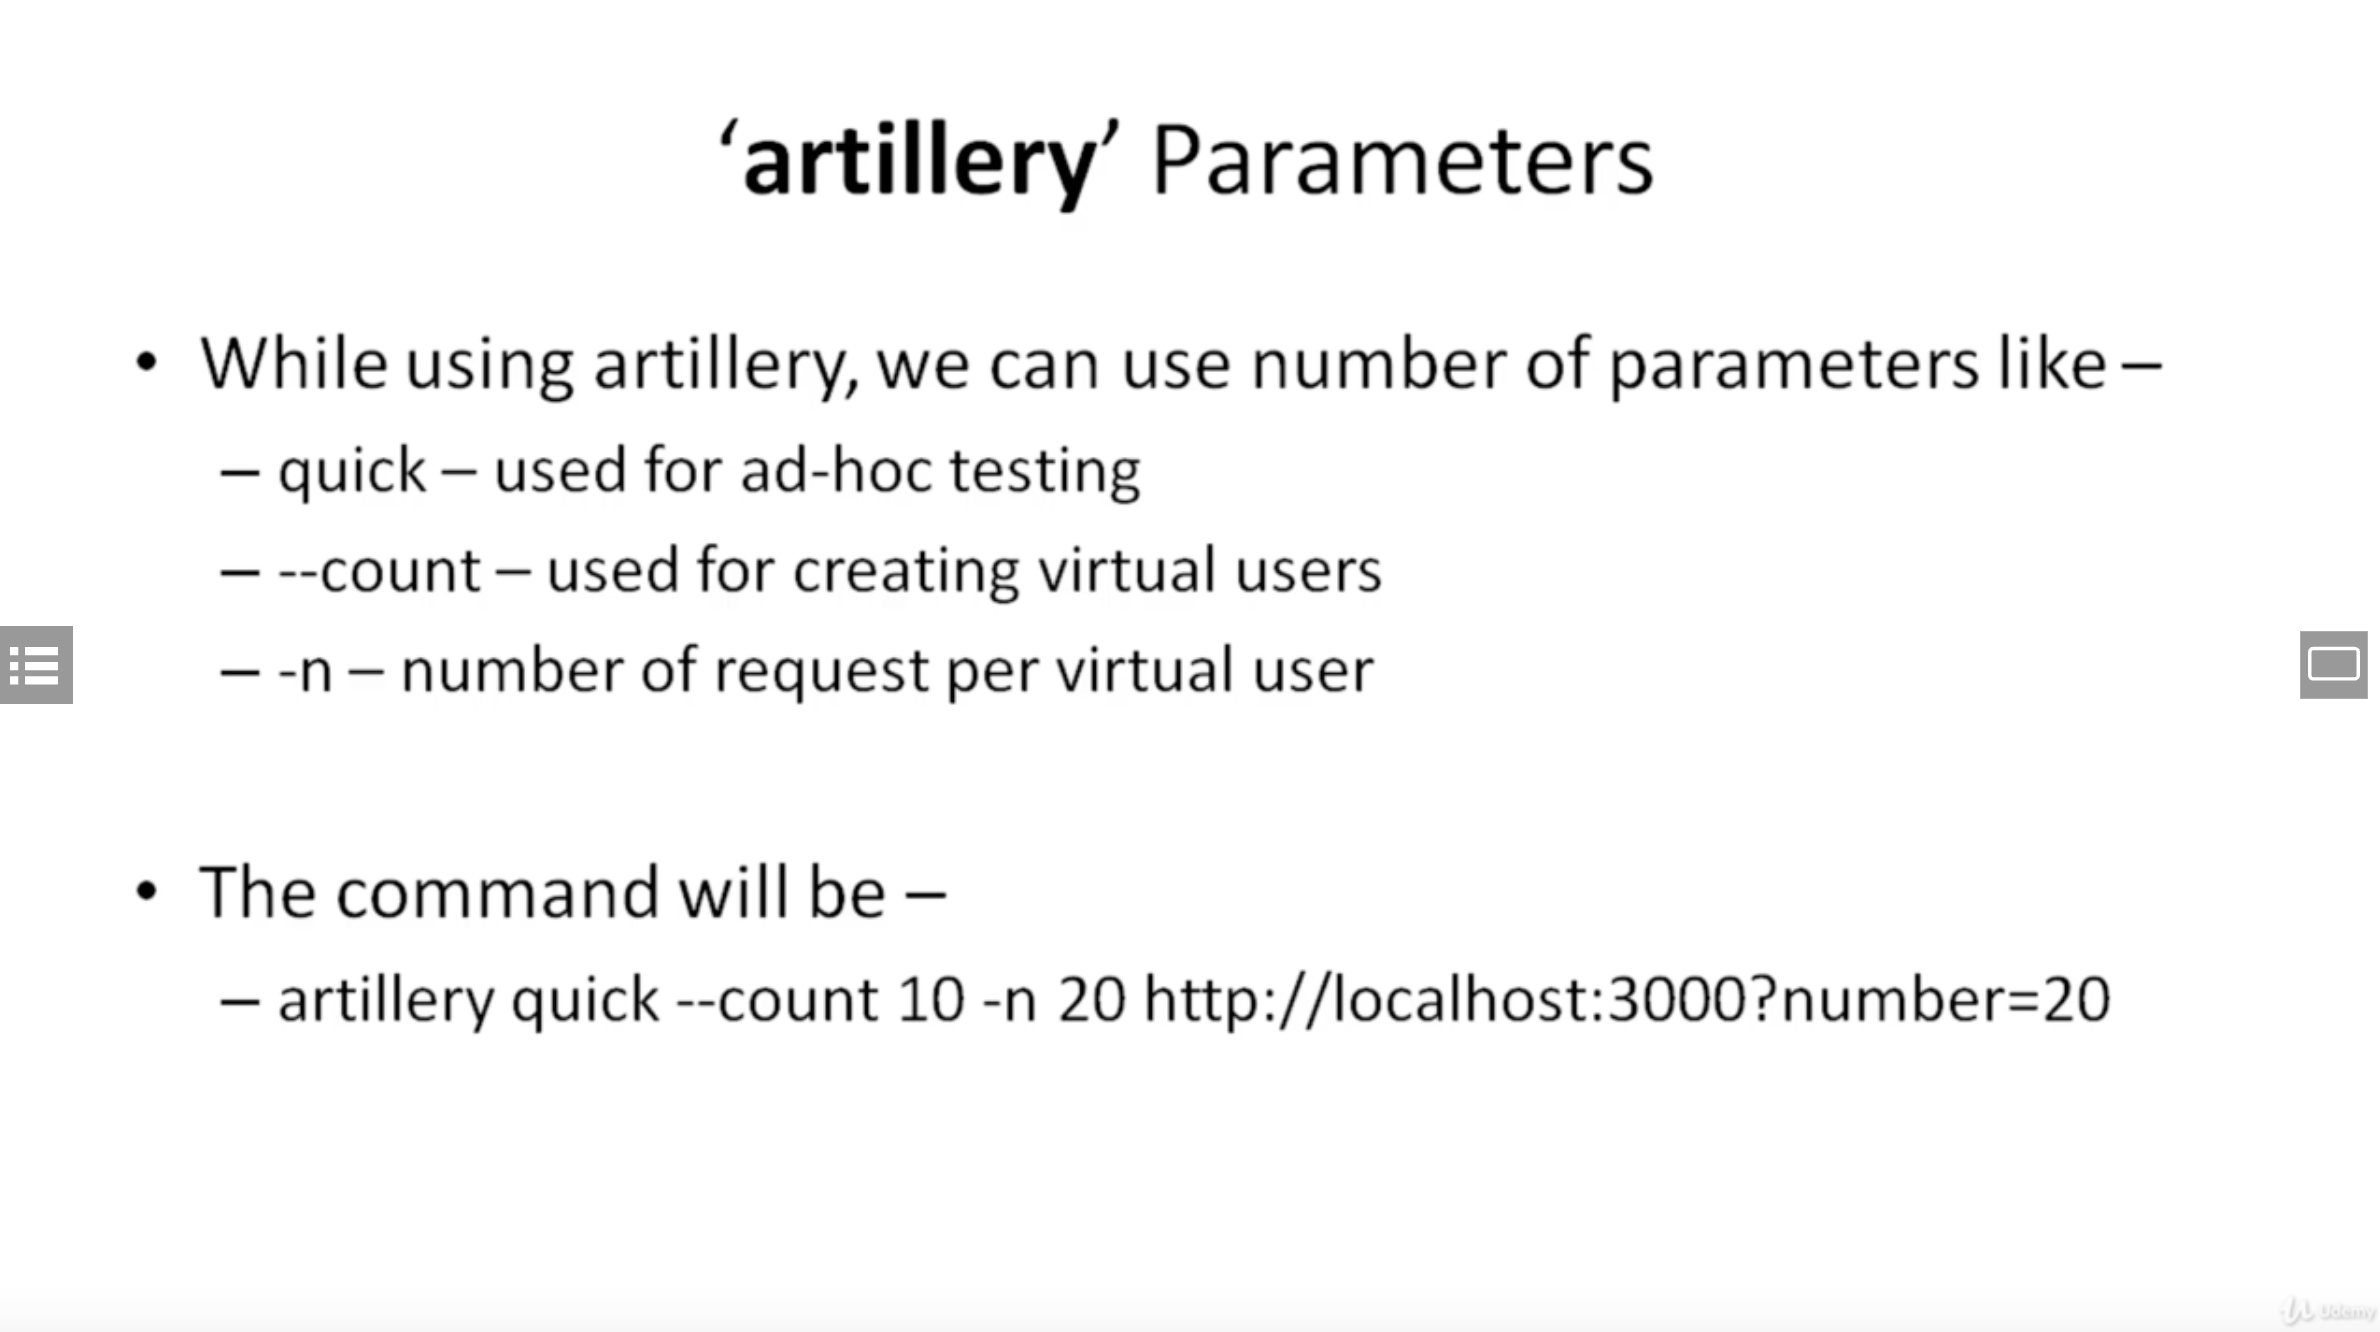 ‘artillery’ Parameters
• While using artillery, we can use number of parameters like –
– quick – used for ad-hoc testing
– --count – used for creating virtual users
– -n – number of request per virtual user
• The command will be –
– artillery quick --count 10 -n 20 http://localhost:3000?number=20
Udemy